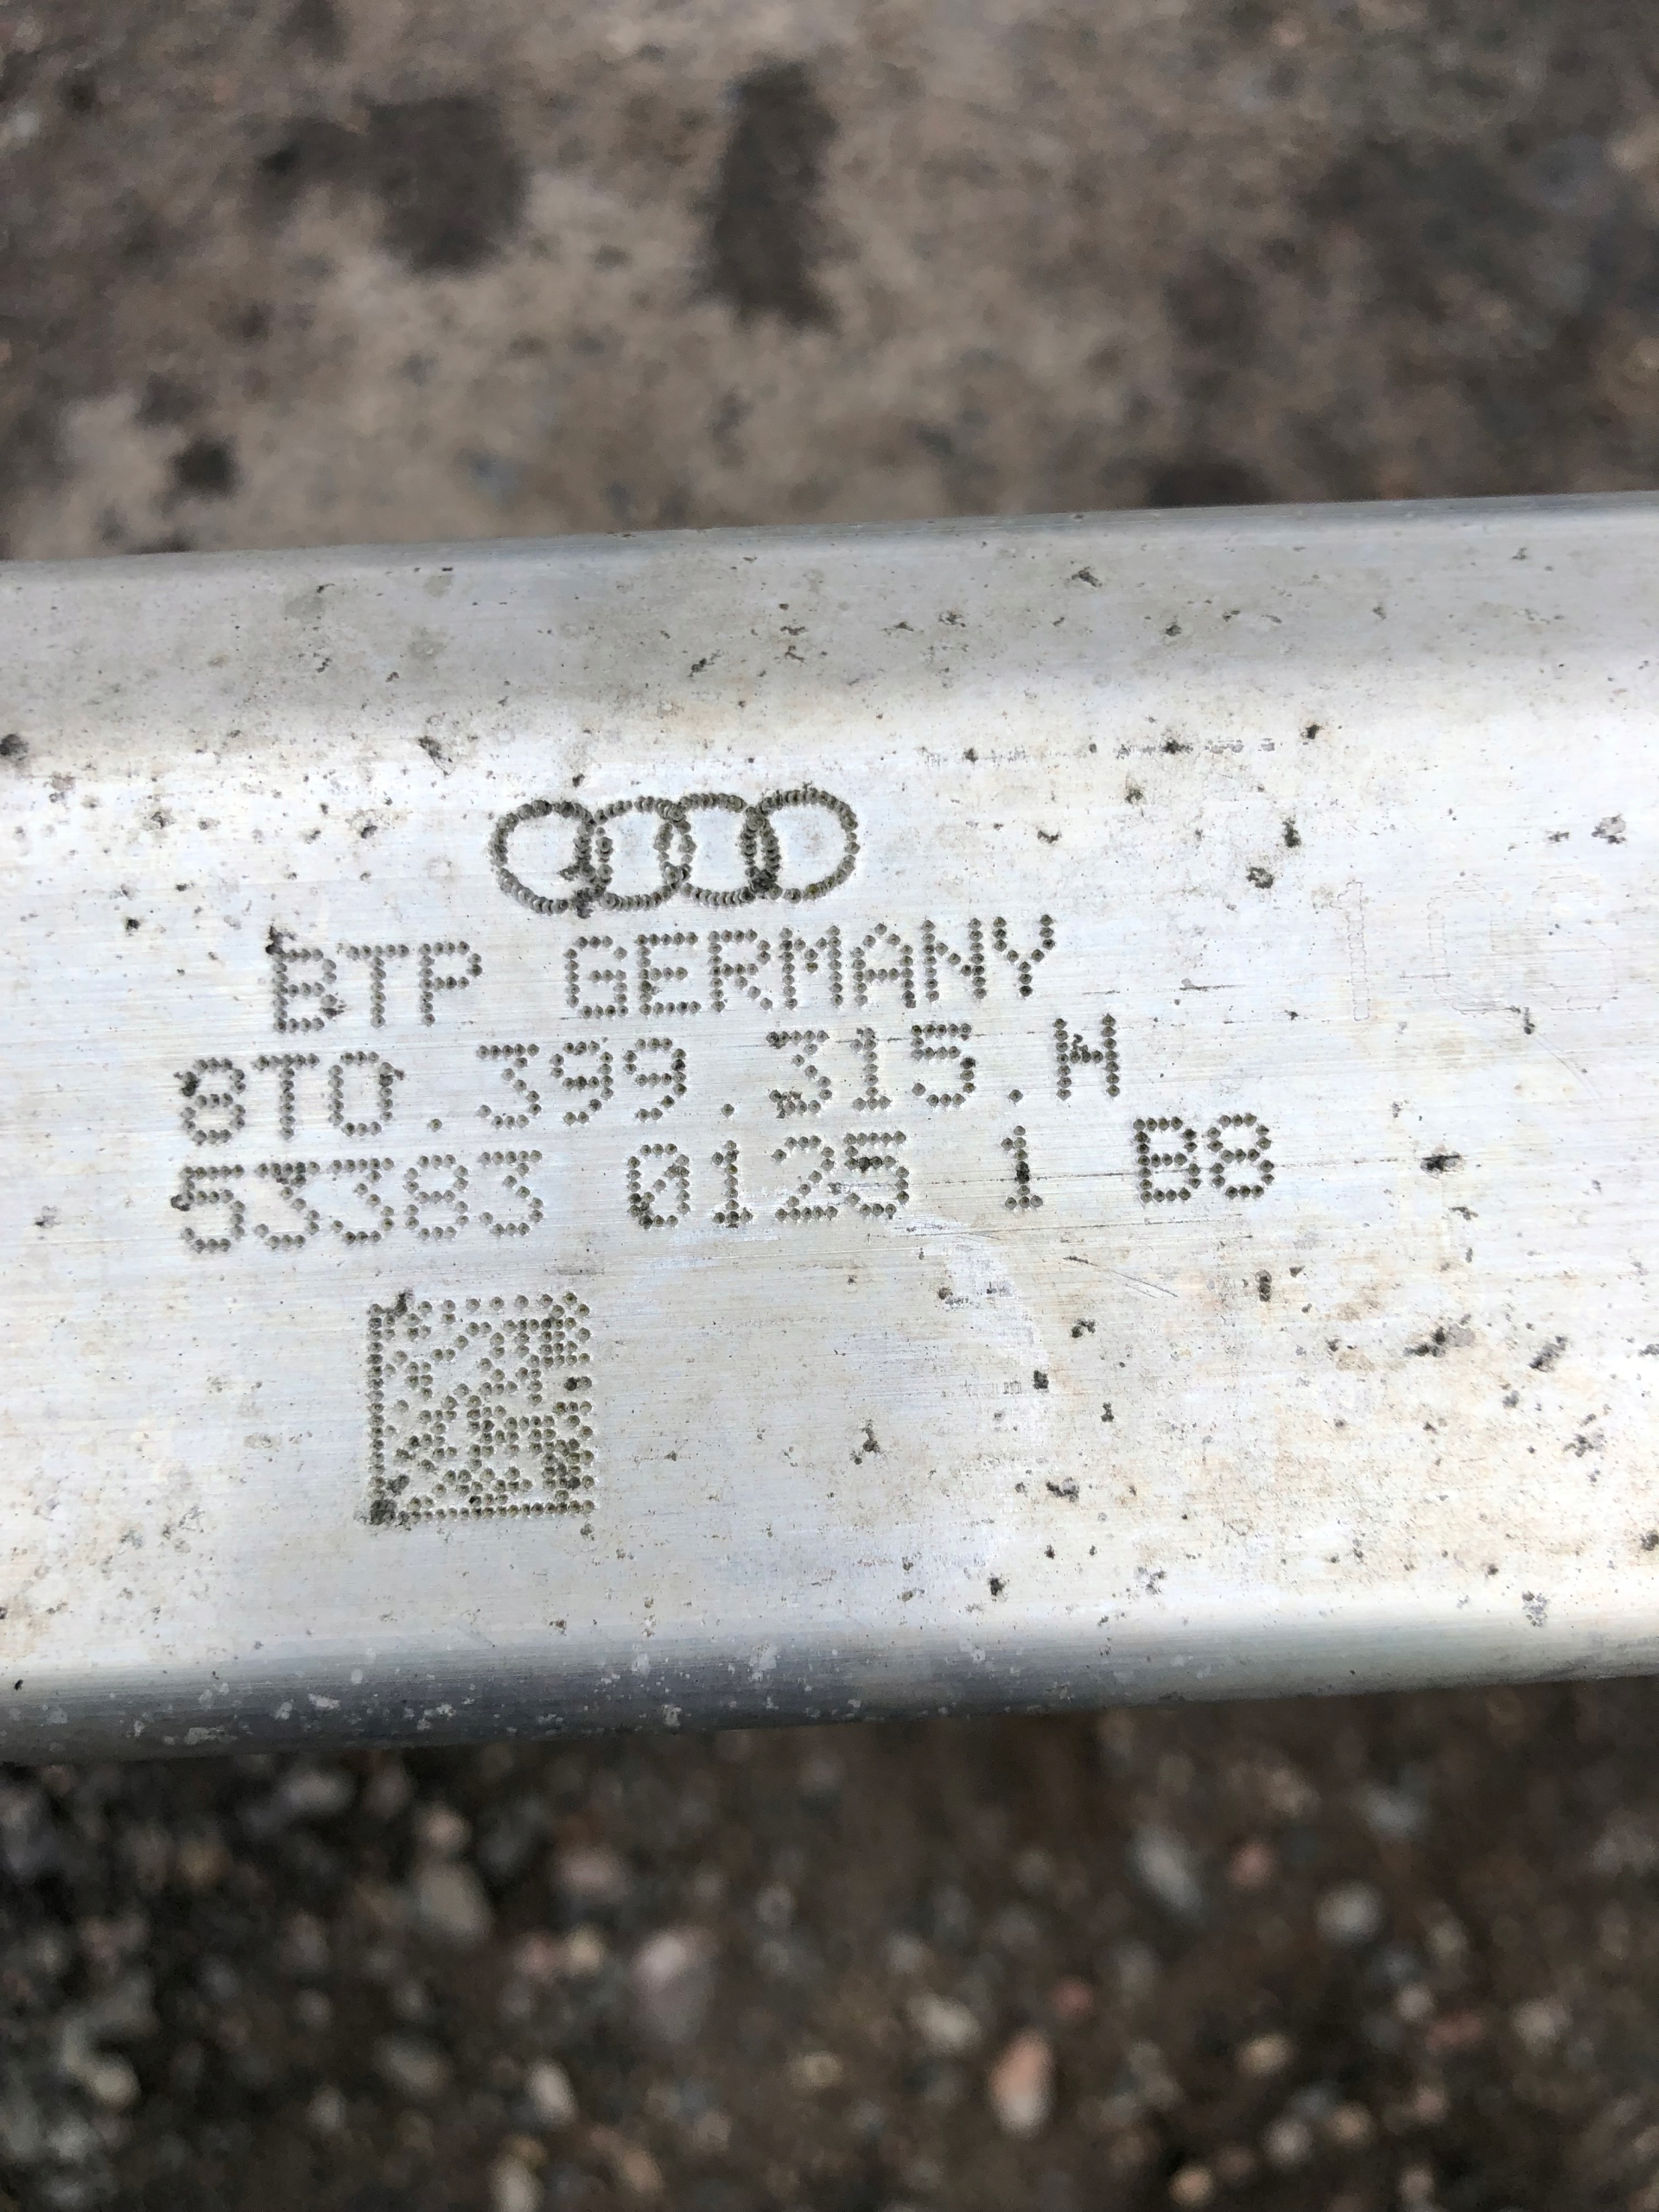 BTP GERMANY
8T0.399.315.M
53383 0125 1 B8